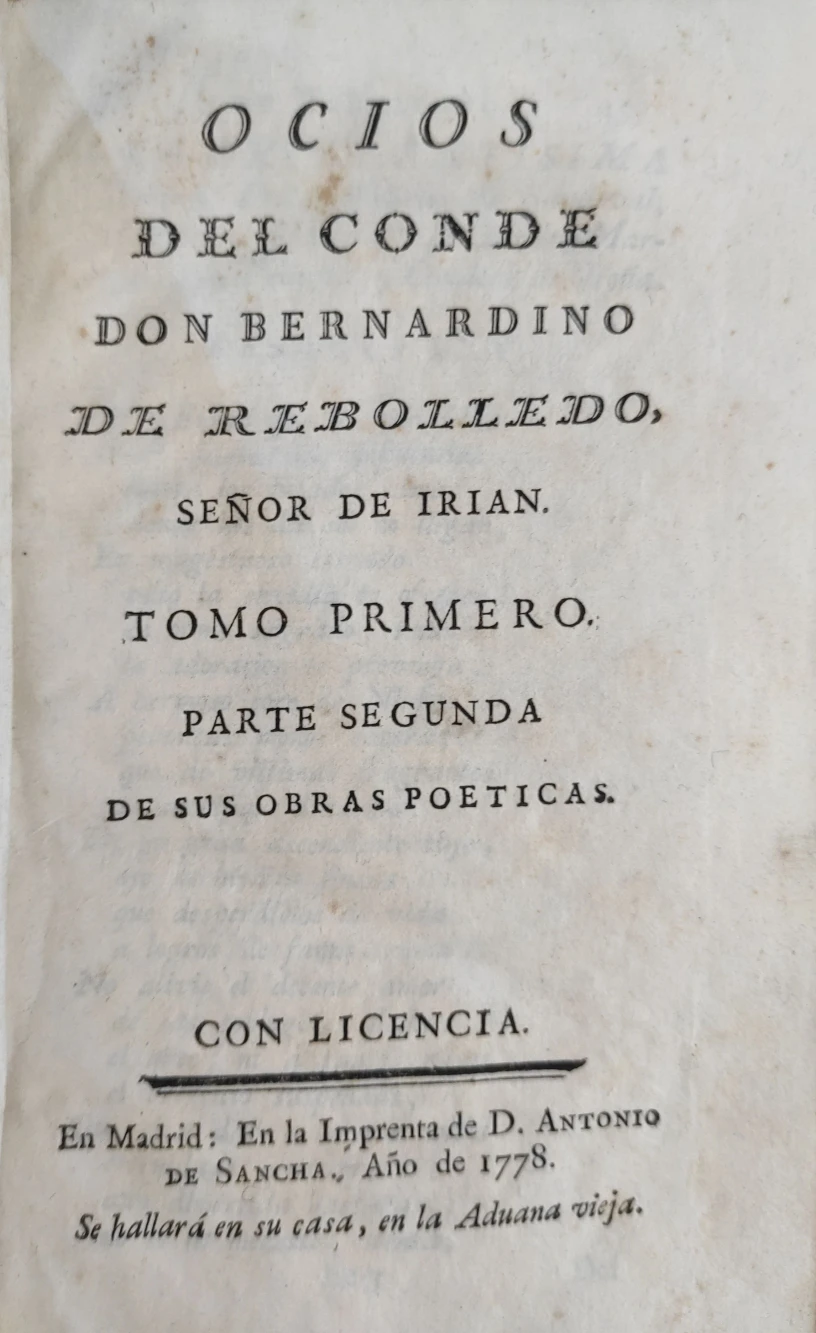 OCIOS
DEL CONDE
DON BERNARDINO
DE REBOLLEDO,
SEÑOR DE IRIAN.
TOMO PRIMERO.
PARTE SEGUNDA
DE SUS OBRAS POETICAS.
CON LICENCIA.
En Madrid: En la Imprenta de D. ANTONIO
DE SANCHA. Año de 1778.
Se hallará en su casa, en la Aduana vieja.